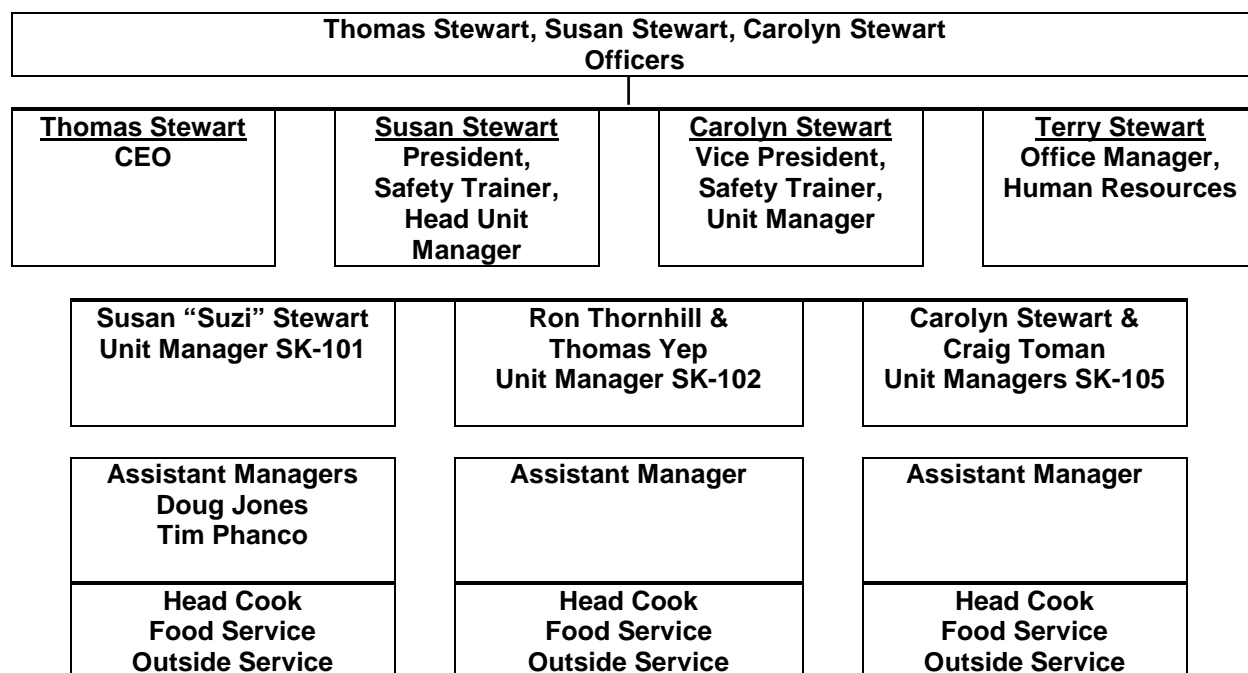 Thomas Stewart, Susan Stewart, Carolyn Stewart
Officers
Thomas Stewart
CEO
Susan Stewart
President,
Safety Trainer,
Head Unit
Manager
Carolyn Stewart
Vice President,
Safety Trainer,
Unit Manager
Terry Stewart
Office Manager,
Human Resources
Susan “Suzi” Stewart
Unit Manager SK-101
Ron Thornhill &
Thomas Yep
Unit Manager SK-102
Carolyn Stewart &
Craig Toman
Unit Managers SK-105
Assistant Managers
Doug Jones
Tim Phanco
Assistant Manager
Assistant Manager
Head Cook
Food Service
Outside Service
Head Cook
Food Service
Outside Service
Head Cook
Food Service
Outside Service